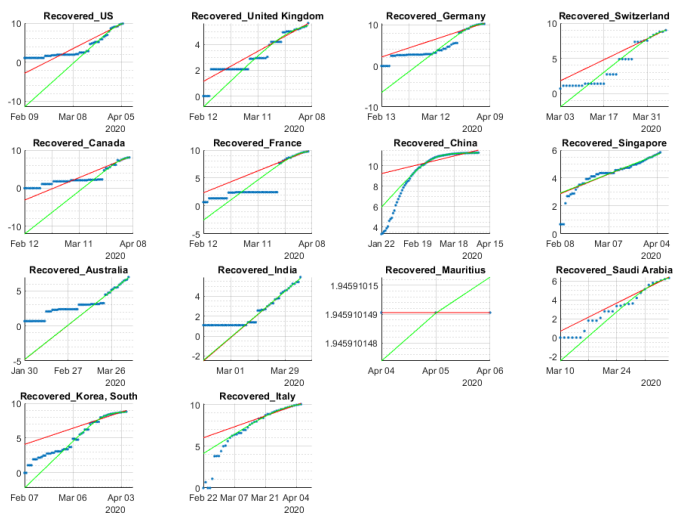 Recovered_US
10
0
-10
Feb 09
Mar 08
Apr 05
2020
Recovered_United Kingdom
4
2
0
Feb 12
Mar 11
Apr 08
2020
Recovered_Germany
10
0
-10
Feb 13
Mar 12
Apr 09
2020
Recovered_Switzerland
8
6
4
2
0
Mar 03
Mar 17
Mar 31
2020
Recovered_Canada
10
0
-10
Feb 12
Mar 11
Apr 08
2020
Recovered_France
10
5
0
-5
Feb 12
Mar 11
Apr 08
2020
Recovered_China
10
8
6
4
Jan 22
Feb 19
Mar 18
Apr 15
2020
Recovered_Singapore
6
4
2
0
Feb 08
Mar 07
Apr 04
2020
Recovered_Australia
5
0
-5
Jan 30
Feb 27
Mar 26
2020
Recovered_India
4
2
0
-2
Mar 01
Mar 29
2020
Recovered_Mauritius
1.94591015
1.945910149
1.945910148
Apr 04
Apr 05
Apr 06
2020
Recovered_Saudi Arabia
6
4
2
0
-2
Mar 10
Mar 24
2020
Recovered_Korea, South
5
0
Feb 07
Mar 06
Apr 03
2020
Recovered_Italy
10
5
0
Feb 22
Mar 07
Mar 21
Apr 04
2020